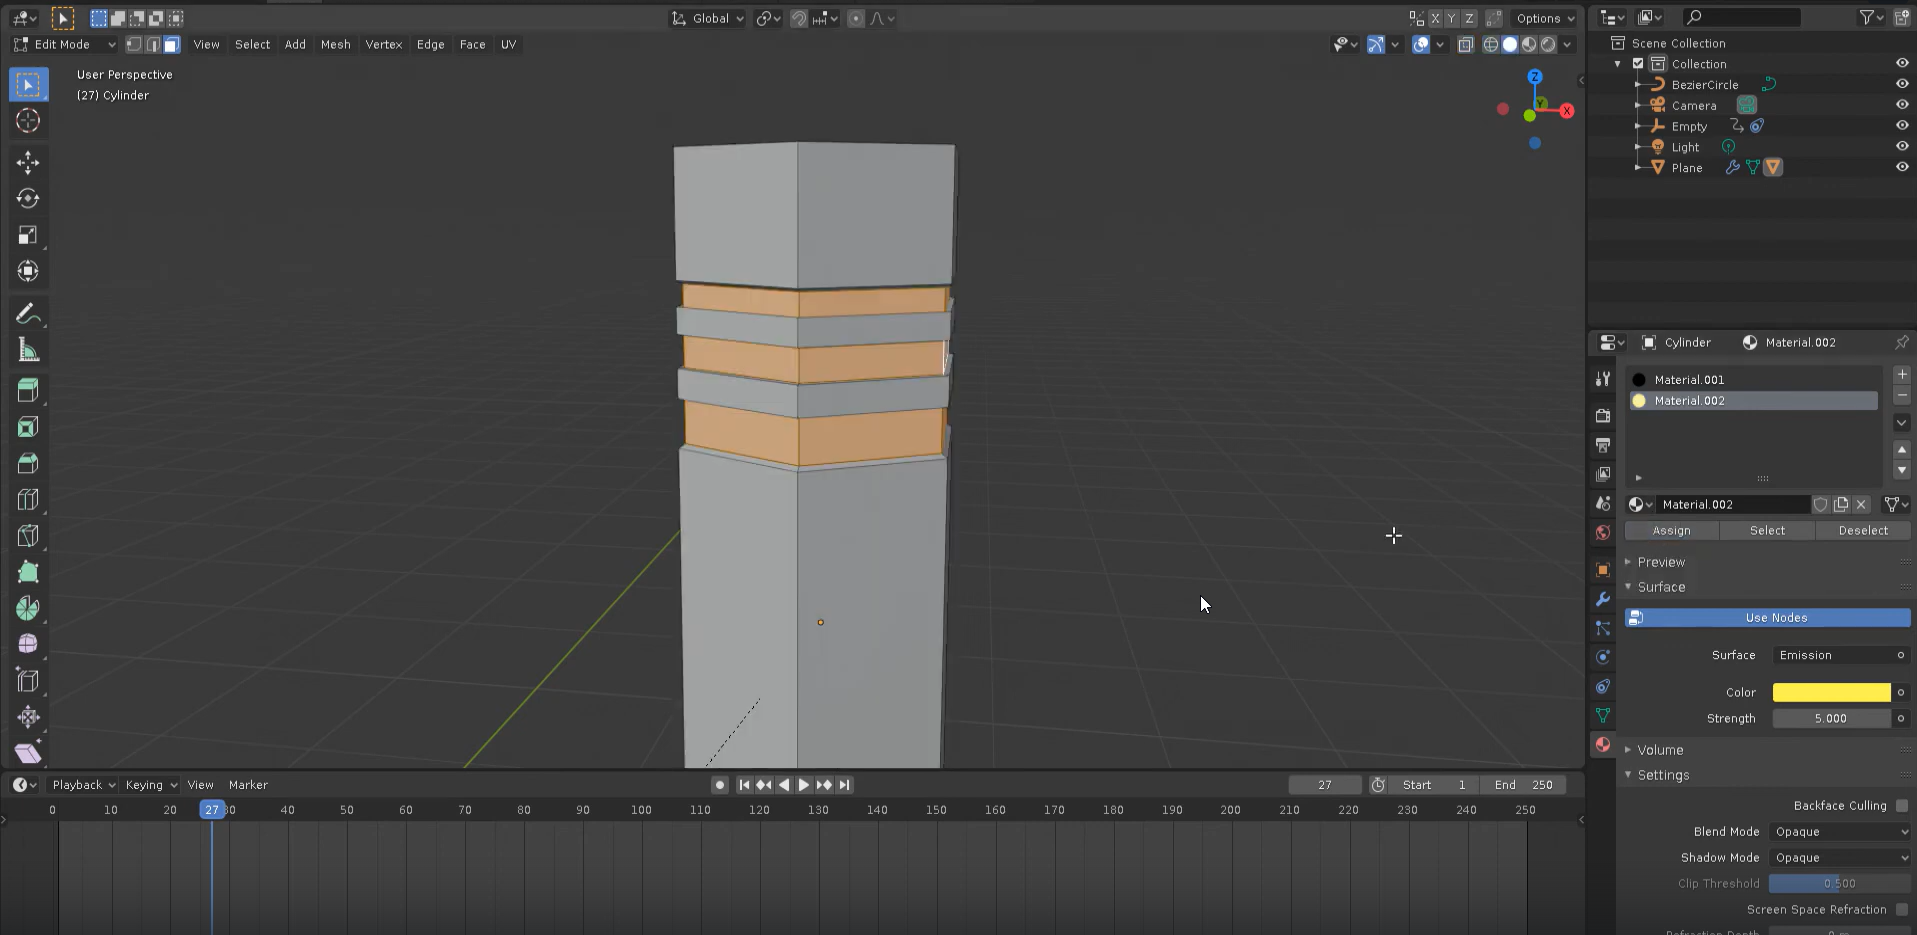 Global
X Y Z
Options
Edit Mode
View Select Add Mesh Vertex Edge Face UV
User Perspective
(27) Cylinder
Z
Y
X
Scene Collection
Collection
BezierCircle
Camera
Empty
Light
Plane
Cylinder Material.002
Material.001
Material.002
Material.002
Assign Select Deselect
Preview
Surface
Use Nodes
Surface Emission
Color
Strength 5.000
Volume
Settings
Backface Culling
Blend Mode Opaque
Shadow Mode Opaque
Clip Threshold 0.500
Screen Space Refraction
Refraction Depth 0 m
Playback Keying View Marker
27 Start 1 End 250
0 10 20 27 30 40 50 60 70 80 90 100 110 120 130 140 150 160 170 180 190 200 210 220 230 240 250